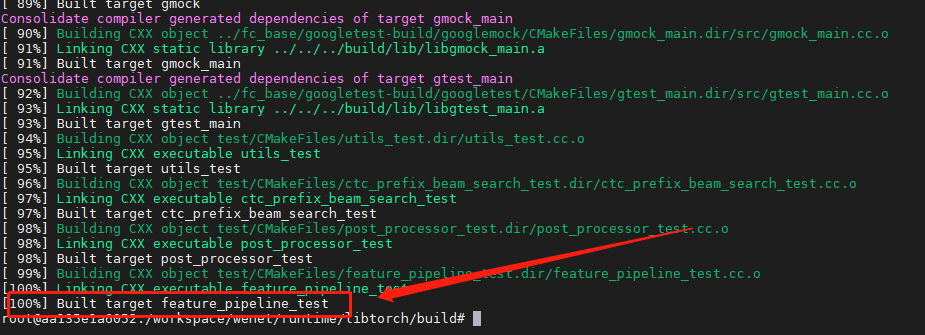 [ 89%] Built target gmock
Consolidate compiler generated dependencies of target gmock_main
[ 90%] Building CXX object ../fc_base/googletest-build/googlemock/CMakeFiles/gmock_main.dir/src/gmock_main.cc.o
[ 91%] Linking CXX static library ../../../build/lib/libgmock_main.a
[ 91%] Built target gmock_main
Consolidate compiler generated dependencies of target gtest_main
[ 92%] Building CXX object ../fc_base/googletest-build/googletest/CMakeFiles/gtest_main.dir/src/gtest_main.cc.o
[ 93%] Linking CXX static library ../../../build/lib/libgtest_main.a
[ 93%] Built target gtest_main
[ 94%] Building CXX object test/CMakeFiles/utils_test.dir/utils_test.cc.o
[ 95%] Linking CXX executable utils_test
[ 95%] Built target utils_test
[ 96%] Building CXX object test/CMakeFiles/ctc_prefix_beam_search_test.dir/ctc_prefix_beam_search_test.cc.o
[ 97%] Linking CXX executable ctc_prefix_beam_search_test
[ 97%] Built target ctc_prefix_beam_search_test
[ 98%] Building CXX object test/CMakeFiles/post_processor_test.dir/post_processor_test.cc.o
[ 98%] Linking CXX executable post_processor_test
[ 98%] Built target post_processor_test
[ 99%] Building CXX object test/CMakeFiles/feature_pipeline_test.dir/feature_pipeline_test.cc.o
[100%] Linking CXX executable feature_pipeline_test
[100%] Built target feature_pipeline_test
root@aa135e1a6052:/workspace/wenet/runtime/libtorch/build#